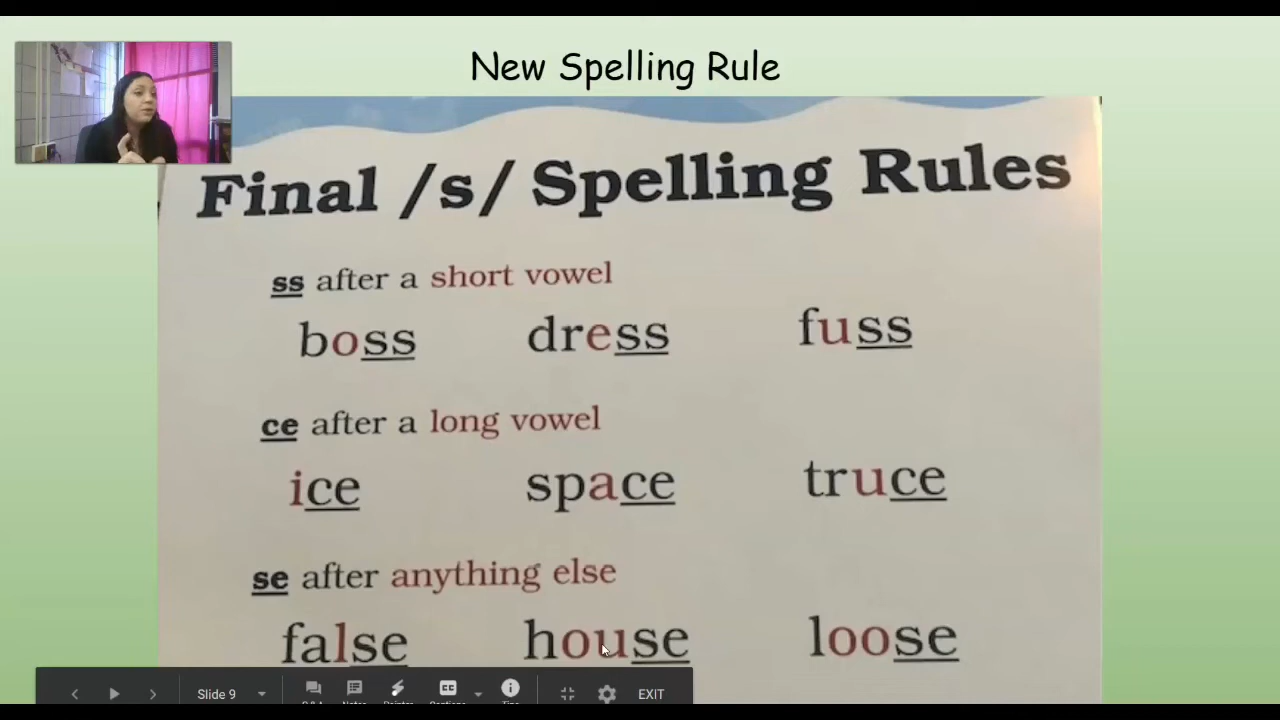 New Spelling Rule
Final /s/ Spelling Rules
ss after a short vowel
boss dress fuss
ce after a long vowel
ice space truce
se after anything else
false house loose
Slide 9 EXIT